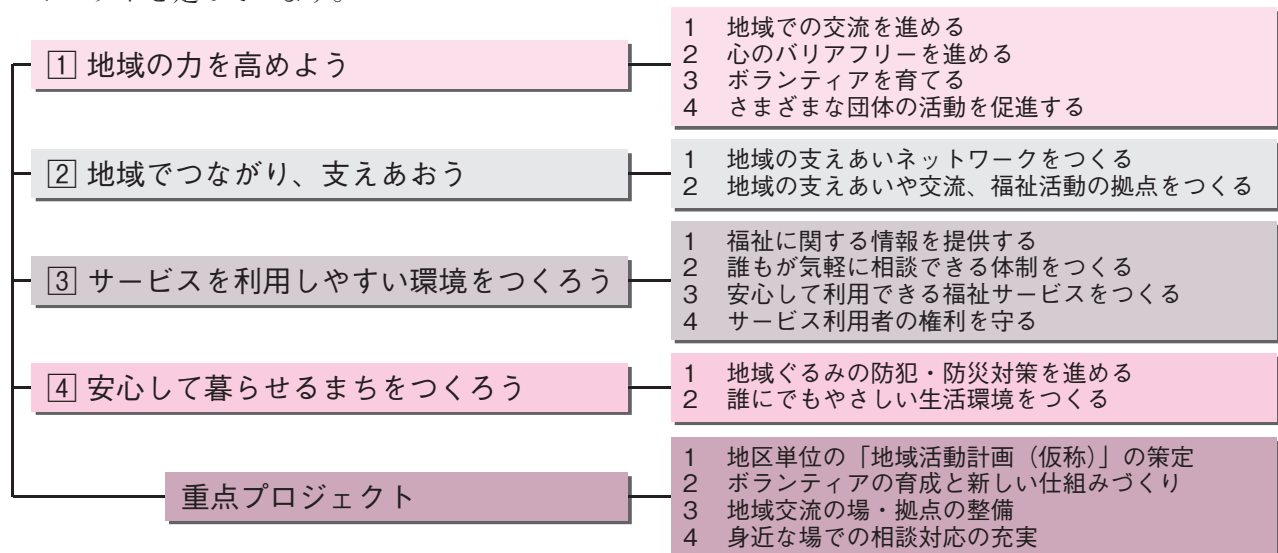 1 地域の力を高めよう
1 地域での交流を進める
2 心のバリアフリーを進める
3 ボランティアを育てる
4 さまざまな団体の活動を促進する
2 地域でつながり、支えあおう
1 地域の支えあいネットワークをつくる
2 地域の支えあいや交流、福祉活動の拠点をつくる
3 サービスを利用しやすい環境をつくろう
1 福祉に関する情報を提供する
2 誰もが気軽に相談できる体制をつくる
3 安心して利用できる福祉サービスをつくる
4 サービス利用者の権利を守る
4 安心して暮らせるまちをつくろう
1 地域ぐるみの防犯・防災対策を進める
2 誰にでもやさしい生活環境をつくる
重点プロジェクト
1 地区単位の「地域活動計画（仮称）」の策定
2 ボランティアの育成と新しい仕組みづくり
3 地域交流の場・拠点の整備
4 身近な場での相談対応の充実